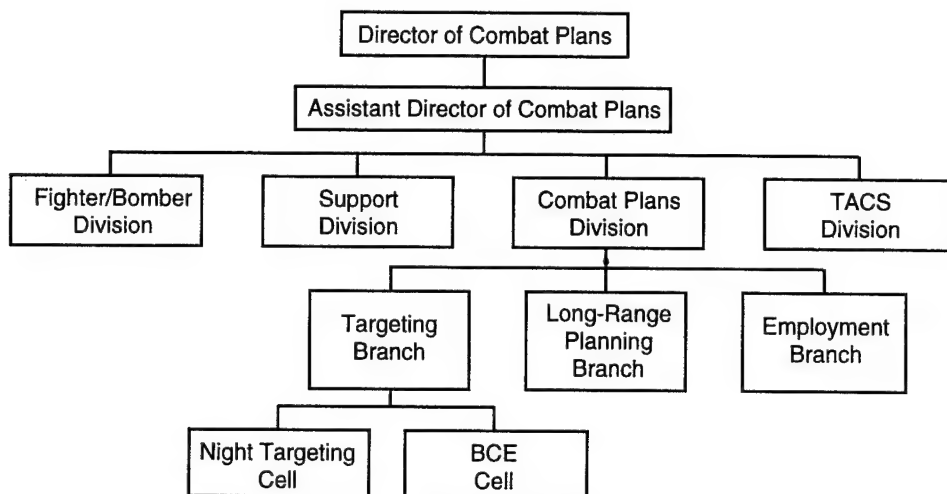 Director of Combat Plans
Assistant Director of Combat Plans
Fighter/Bomber
Division
Support
Division
Combat Plans
Division
TACS
Division
Targeting
Branch
Long-Range
Planning
Branch
Employment
Branch
Night Targeting
Cell
BCE
Cell